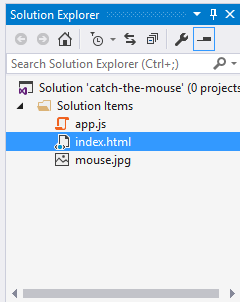 Solution Explorer
Search Solution Explorer (Ctrl+;)
Solution 'catch-the-mouse' (0 projects
Solution Items
app.js
index.html
mouse.jpg